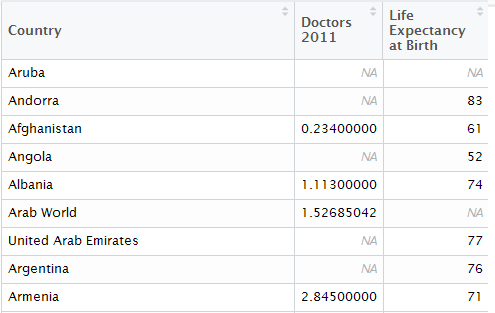 Country Doctors 2011 Life Expectancy at Birth
Aruba NA NA
Andorra NA 83
Afghanistan 0.23400000 61
Angola NA 52
Albania 1.11300000 74
Arab World 1.52685042 NA
United Arab Emirates NA 77
Argentina NA 76
Armenia 2.84500000 71